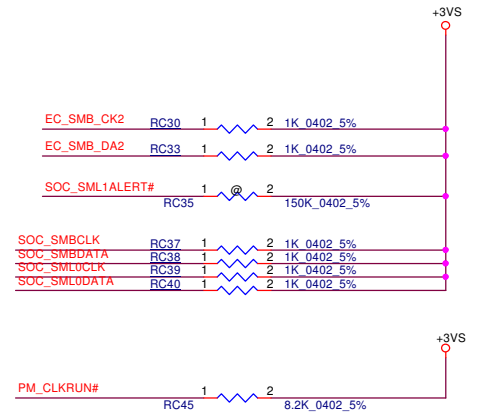 +3VS
EC_SMB_CK2 RC30 1 2 1K_0402_5%
EC_SMB_DA2 RC33 1 2 1K_0402_5%
SOC_SML1ALERT# 1 @ 2
RC35 150K_0402_5%
SOC_SMBCLK RC37 1 2 1K_0402_5%
SOC_SMBDATA RC38 1 2 1K_0402_5%
SOC_SML0CLK RC39 1 2 1K_0402_5%
SOC_SML0DATA RC40 1 2 1K_0402_5%
+3VS
PM_CLKRUN# 1 2
RC45 8.2K_0402_5%